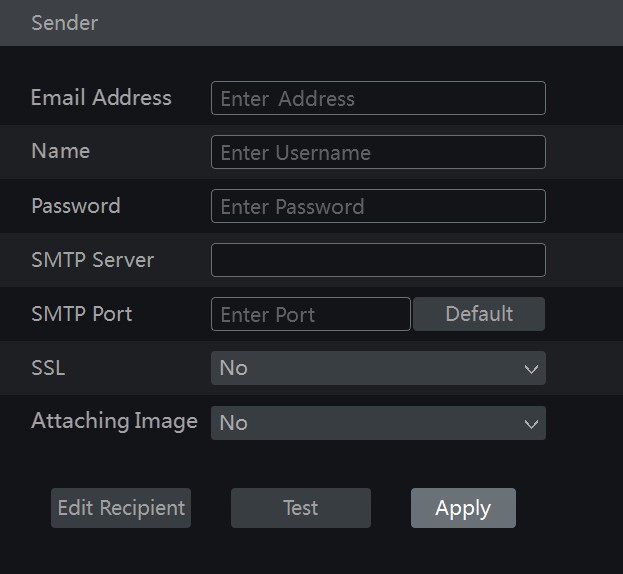 Sender
Email Address Enter Address
Name Enter Username
Password Enter Password
SMTP Server
SMTP Port Enter Port Default
SSL No
Attaching Image No
Edit Recipient Test Apply